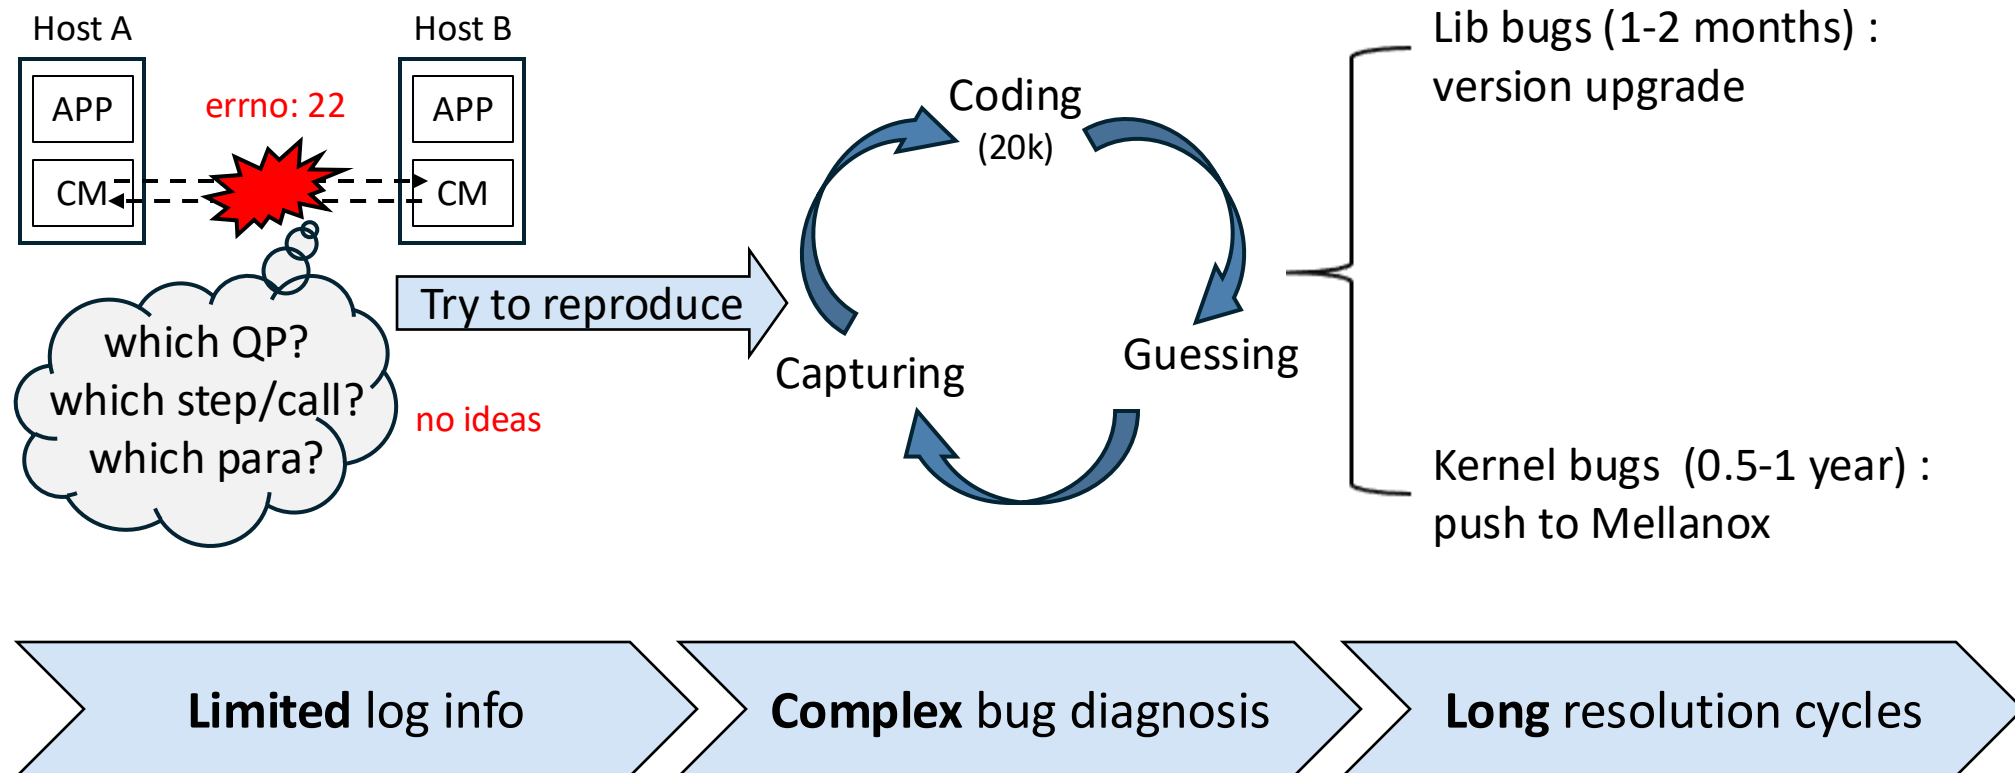 Host A
Host B
APP
APP
errno: 22
CM
CM
which QP?
which step/call?
which para?
no ideas
Try to reproduce
Coding
(20k)
Guessing
Capturing
Lib bugs (1-2 months) :
version upgrade
Kernel bugs  (0.5-1 year) :
push to Mellanox
Limited log info
Complex bug diagnosis
Long resolution cycles